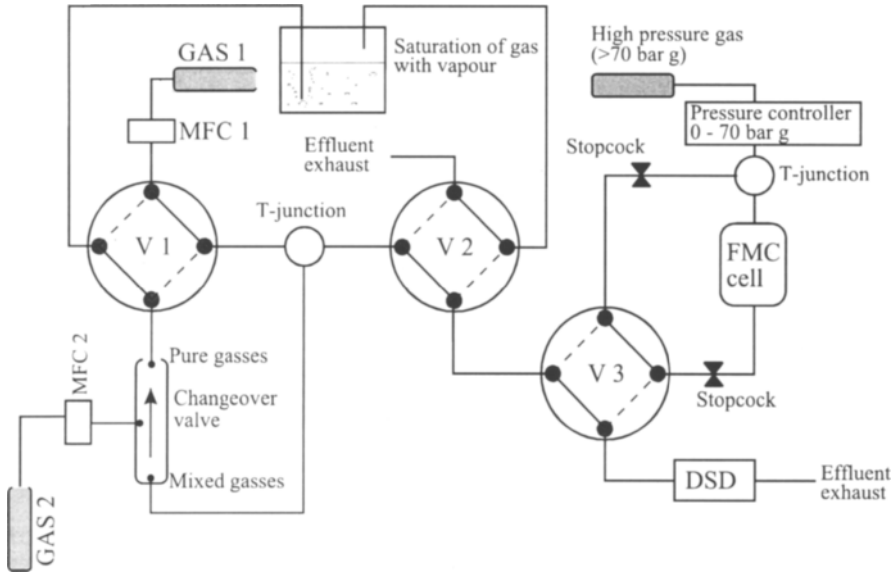 GAS 1
MFC 1
Saturation of gas
with vapour
High pressure gas
(>70 bar g)
Pressure controller
0 - 70 bar g
Effluent
exhaust
Stopcock
T-junction
T-junction
V 1
V 2
FMC
cell
V 3
Stopcock
MFC 2
Pure gasses
Changeover
valve
Mixed gasses
GAS 2
DSD
Effluent
exhaust